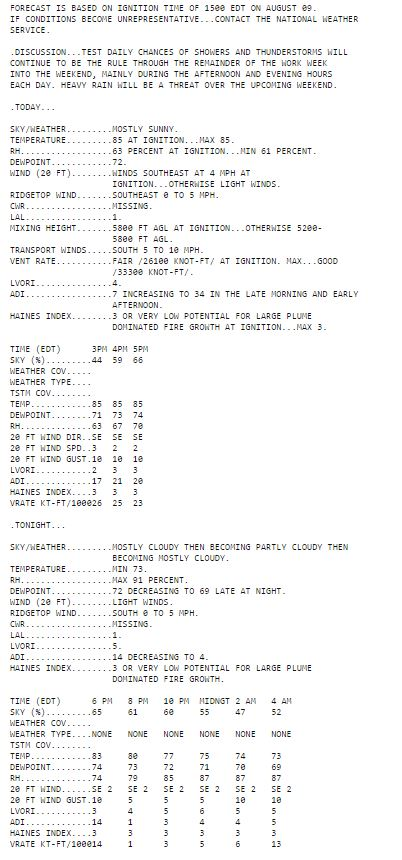 FORECAST IS BASED ON IGNITION TIME OF 1500 EDT ON AUGUST 09.
IF CONDITIONS BECOME UNREPRESENTATIVE...CONTACT THE NATIONAL WEATHER
SERVICE.
.DISCUSSION...TEST DAILY CHANCES OF SHOWERS AND THUNDERSTORMS WILL
CONTINUE TO BE THE RULE THROUGH THE REMAINDER OF THE WORK WEEK
INTO THE WEEKEND, MAINLY DURING THE AFTERNOON AND EVENING HOURS
EACH DAY. HEAVY RAIN WILL BE A THREAT OVER THE UPCOMING WEEKEND.
.TODAY...
SKY/WEATHER.........MOSTLY SUNNY.
TEMPERATURE.........85 AT IGNITION...MAX 85.
RH..................63 PERCENT AT IGNITION...MIN 61 PERCENT.
DEWPOINT............72.
WIND (20 FT)........WINDS SOUTHEAST AT 4 MPH AT
IGNITION...OTHERWISE LIGHT WINDS.
RIDGETOP WIND.......SOUTHEAST 0 TO 5 MPH.
CWR.................MISSING.
LAL.................1.
MIXING HEIGHT.......5800 FT AGL AT IGNITION...OTHERWISE 5200-
5800 FT AGL.
TRANSPORT WINDS.....SOUTH 5 TO 10 MPH.
VENT RATE...........FAIR /26100 KNOT-FT/ AT IGNITION. MAX...GOOD
/33300 KNOT-FT/.
LVORI...............4.
ADI.................7 INCREASING TO 34 IN THE LATE MORNING AND EARLY
AFTERNOON.
HAINES INDEX........3 OR VERY LOW POTENTIAL FOR LARGE PLUME
DOMINATED FIRE GROWTH AT IGNITION...MAX 3.
TIME (EDT)      3PM 4PM 5PM
SKY (%).........44  59  66
WEATHER COV.....
WEATHER TYPE....
TSTM COV........
TEMP............85  85  85
DEWPOINT........71  73  74
RH..............63  67  70
20 FT WIND DIR..SE  SE  SE
20 FT WIND SPD..3   2   2
20 FT WIND GUST.10  10  10
LVORI...........2   3   3
ADI.............17  21  20
HAINES INDEX....3   3   3
VRATE KT-FT/100026  25  23
.TONIGHT...
SKY/WEATHER.........MOSTLY CLOUDY THEN BECOMING PARTLY CLOUDY THEN
BECOMING MOSTLY CLOUDY.
TEMPERATURE.........MIN 73.
RH..................MAX 91 PERCENT.
DEWPOINT............72 DECREASING TO 69 LATE AT NIGHT.
WIND (20 FT)........LIGHT WINDS.
RIDGETOP WIND.......SOUTH 0 TO 5 MPH.
CWR.................MISSING.
LAL.................1.
LVORI...............5.
ADI.................14 DECREASING TO 4.
HAINES INDEX........3 OR VERY LOW POTENTIAL FOR LARGE PLUME
DOMINATED FIRE GROWTH.
TIME (EDT)      6 PM  8 PM  10 PM  MIDNGT 2 AM  4 AM
SKY (%).........65    61    60    55    47    52
WEATHER COV.....
WEATHER TYPE....NONE  NONE  NONE  NONE  NONE  NONE
TSTM COV........
TEMP............83    80    77    75    74    73
DEWPOINT........74    73    72    71    70    69
RH..............74    79    85    87    87    87
20 FT WIND......SE 2  SE 2  SE 2  SE 2  SE 2  SE 2
20 FT WIND GUST.10    5     5     5     10    10
LVORI...........3     4     5     6     5     5
ADI.............14    1     3     4     4     5
HAINES INDEX....3     3     3     3     3     3
VRATE KT-FT/100014    1     3     5     6     13